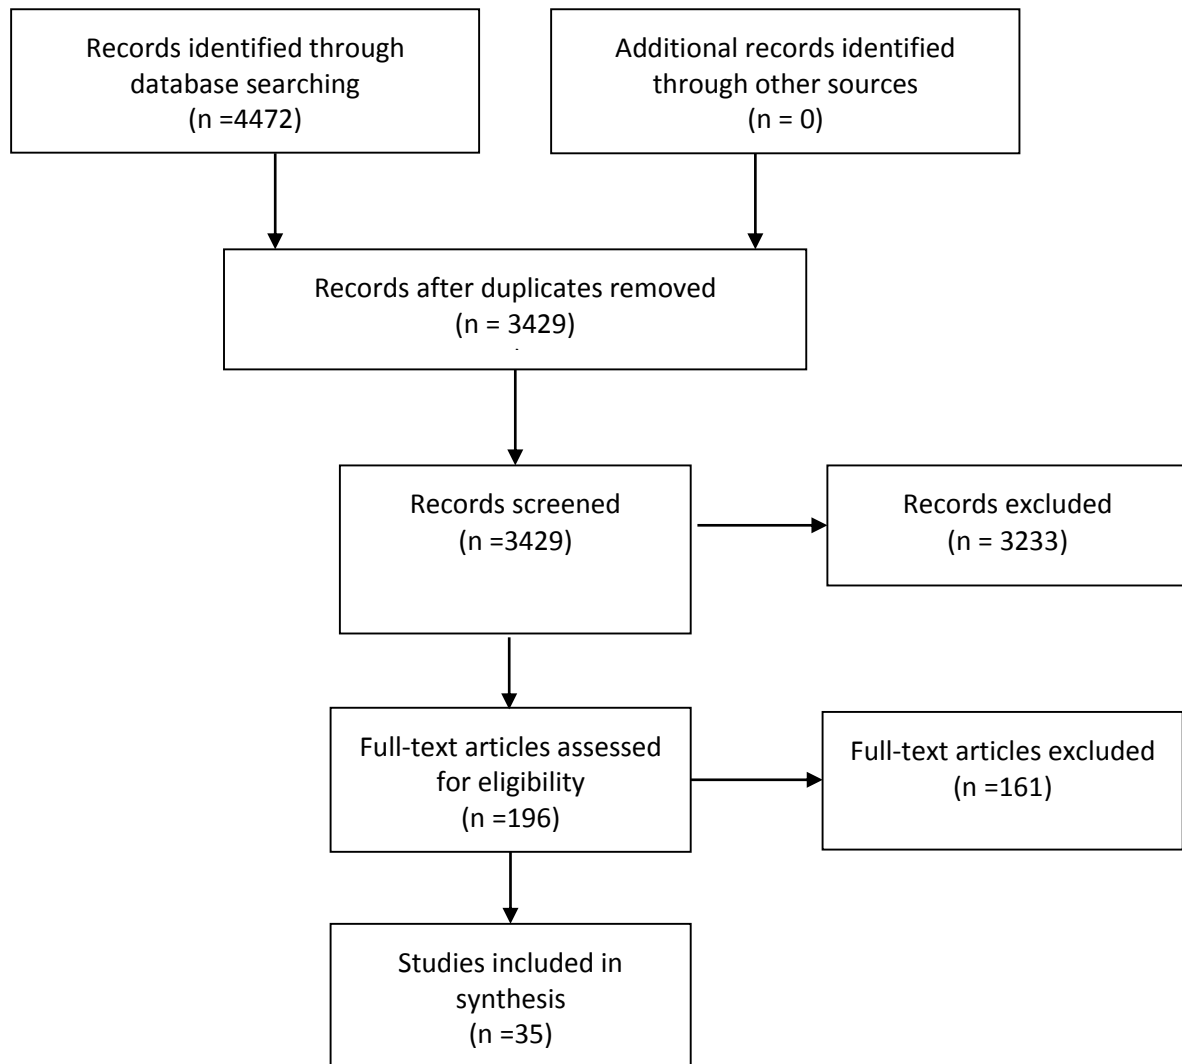 Records identified through
database searching
(n =4472)
Additional records identified
through other sources
(n = 0)
Records after duplicates removed
(n = 3429)
Records screened
(n =3429)
Records excluded
(n = 3233)
Full-text articles assessed
for eligibility
(n =196)
Full-text articles excluded
(n =161)
Studies included in
synthesis
(n =35)